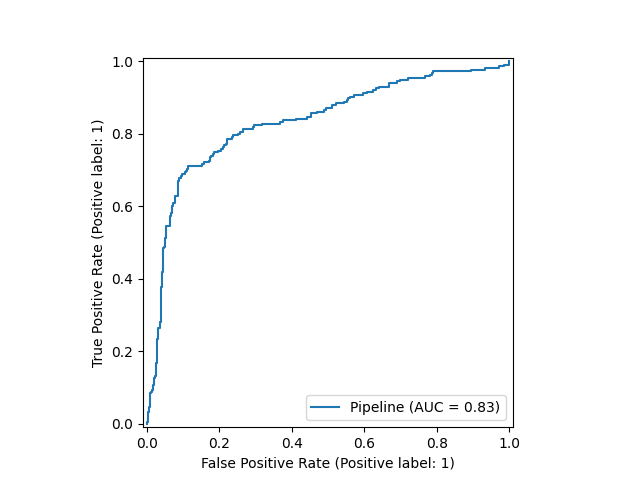 1.0
0.8
0.6
0.4
0.2
0.0
True Positive Rate (Positive label: 1)
Pipeline (AUC = 0.83)
0.0 0.2 0.4 0.6 0.8 1.0
False Positive Rate (Positive label: 1)